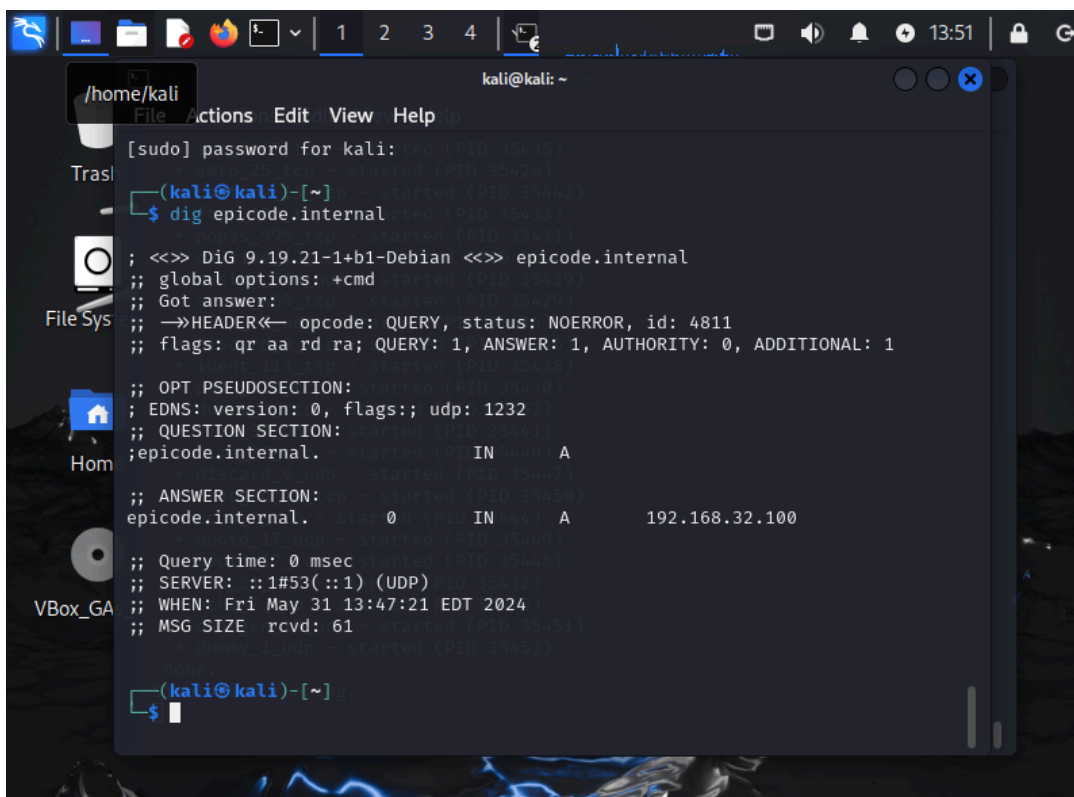 1 2 3 4 2 13:51
kali@kali: ~
/home/kali
File Actions Edit View Help
[sudo] password for kali:
Trash
┌──(kali㉿kali)-[~]
└─$ dig epicode.internal
; <<>> DiG 9.19.21-1+b1-Debian <<>> epicode.internal
;; global options: +cmd
;; Got answer:
File Sys
;; ->>HEADER<<- opcode: QUERY, status: NOERROR, id: 4811
;; flags: qr aa rd ra; QUERY: 1, ANSWER: 1, AUTHORITY: 0, ADDITIONAL: 1
;; OPT PSEUDOSECTION:
; EDNS: version: 0, flags:; udp: 1232
;; QUESTION SECTION:
;epicode.internal. IN A
Home
;; ANSWER SECTION:
epicode.internal. 0 IN A 192.168.32.100
;; Query time: 0 msec
;; SERVER: ::1#53(::1) (UDP)
VBox_GA
;; WHEN: Fri May 31 13:47:21 EDT 2024
;; MSG SIZE rcvd: 61
┌──(kali㉿kali)-[~]
└─$